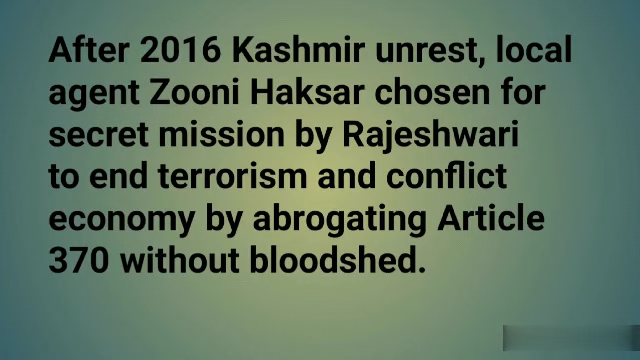 After 2016 Kashmir unrest, local
agent Zooni Haksar chosen for
secret mission by Rajeshwari
to end terrorism and conflict
economy by abrogating Article
370 without bloodshed.